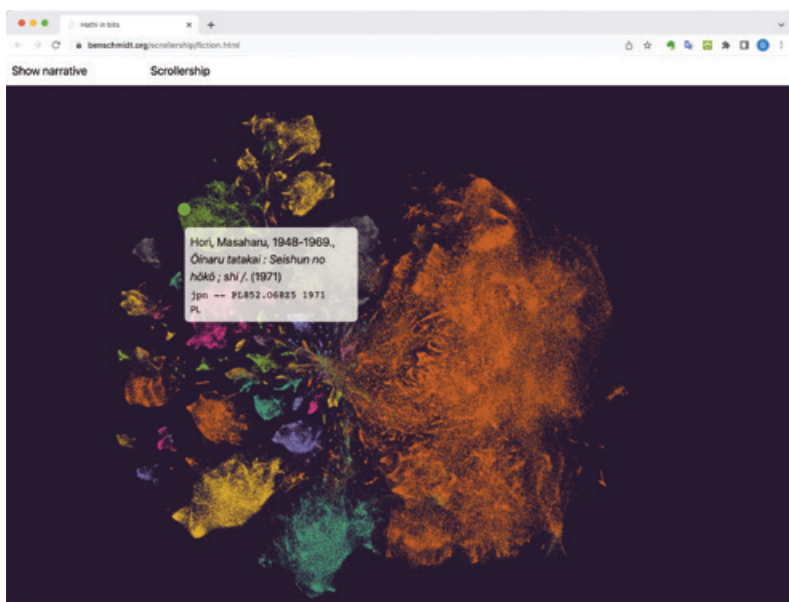 Hathi in bits
benschmidt.org/scrollership/fiction.html
Show narrative
Scrollership
Hori, Masaharu, 1948-1969.,
Ōinaru tatakai : Seishun no
hōkō ; shi /. (1971)
jpn -- PL852.O6825 1971
PL